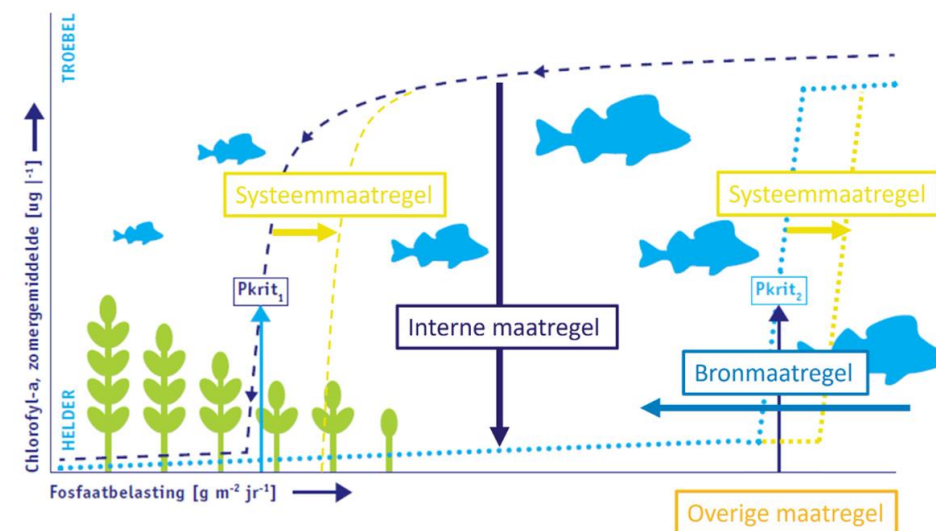 TROEBEL
Chlorofyl-a, zomergemiddelde [ug l-1]
HELDER
Systeemmaatregel
Systeemmaatregel
Pkrit1
Pkrit2
Interne maatregel
Bronmaatregel
Fosfaatbelasting [g m-2 jr-1]
Overige maatregel